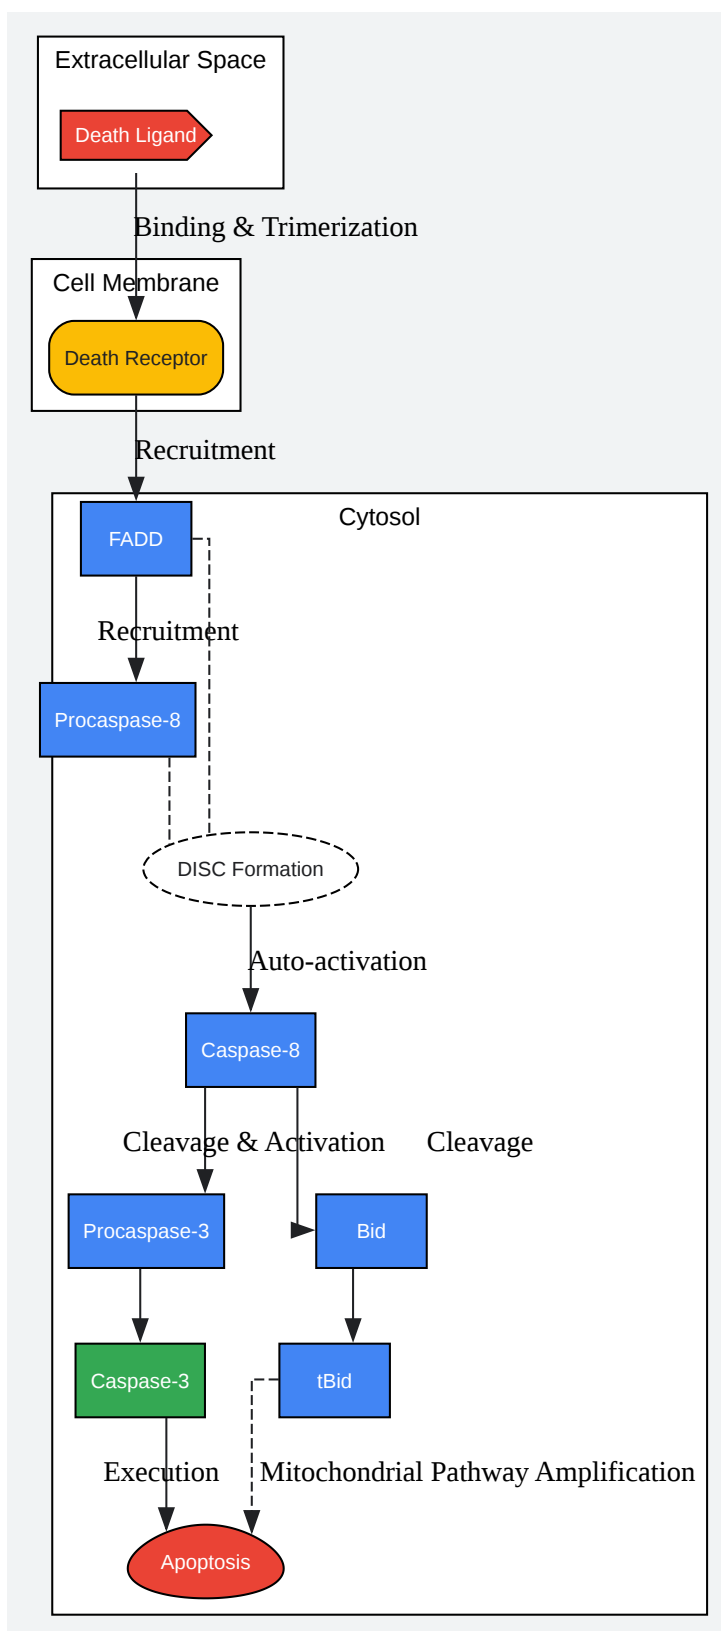 Extracellular Space
Death Ligand
Binding & Trimerization
Cell Membrane
Death Receptor
Recruitment
Cytosol
FADD
Recruitment
Procaspase-8
DISC Formation
Auto-activation
Caspase-8
Cleavage & Activation
Cleavage
Procaspase-3
Bid
Caspase-3
tBid
Execution
Mitochondrial Pathway Amplification
Apoptosis